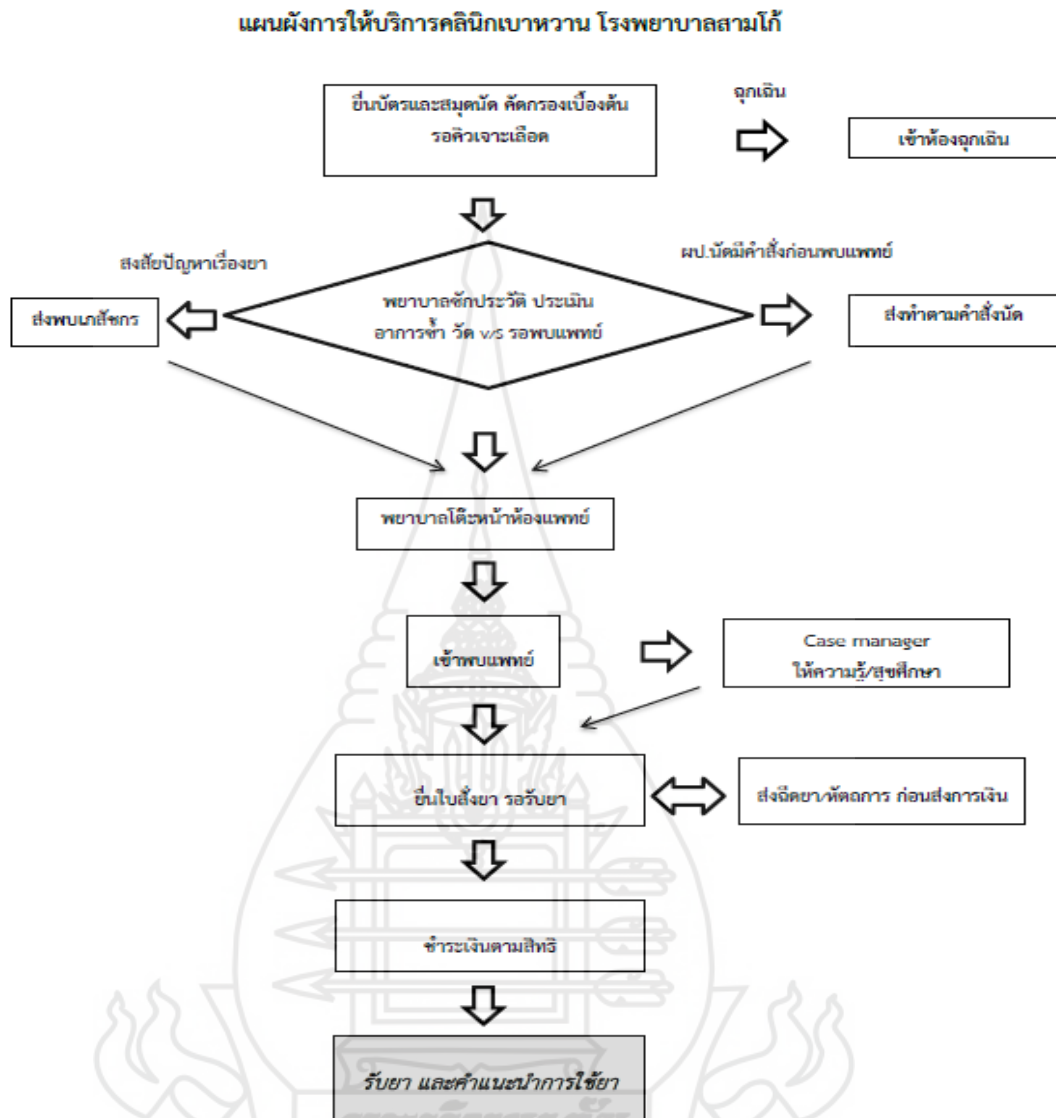 แผนผังการให้บริการคลินิกเบาหวาน โรงพยาบาลสามโก้
ยื่นบัตรและสมุดนัด คัดกรองเบื้องต้น
รอคิวเจาะเลือด
ฉุกเฉิน
เข้าห้องฉุกเฉิน
สงสัยปัญหาเรื่องยา
ผป.นัดมีคำสั่งก่อนพบแพทย์
ส่งพบเภสัชกร
พยาบาลซักประวัติ ประเมิน
อาการซ้ำ วัด v/s รอพบแพทย์
ส่งทำตามคำสั่งนัด
พยาบาลโต๊ะหน้าห้องแพทย์
เข้าพบแพทย์
Case manager
ให้ความรู้/สุขศึกษา
ยื่นใบสั่งยา รอรับยา
ส่งฉีดยา/หัตถการ ก่อนส่งการเงิน
ชำระเงินตามสิทธิ
รับยา และคำแนะนำการใช้ยา